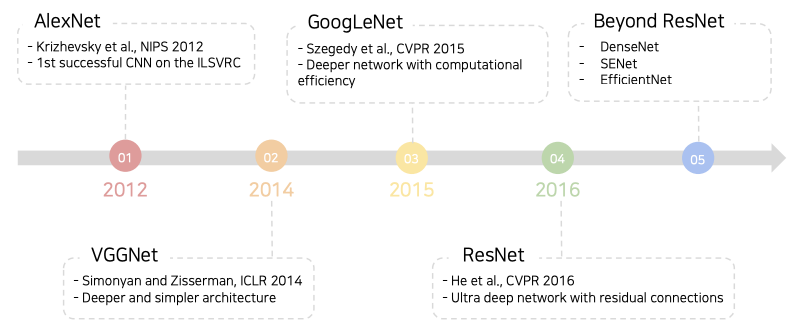 AlexNet
- Krizhevsky et al., NIPS 2012
- 1st successful CNN on the ILSVRC
GoogLeNet
- Szegedy et al., CVPR 2015
- Deeper network with computational
efficiency
Beyond ResNet
- DenseNet
- SENet
- EfficientNet
01
02
03
04
05
2012
2014
2015
2016
VGGNet
- Simonyan and Zisserman, ICLR 2014
- Deeper and simpler architecture
ResNet
- He et al., CVPR 2016
- Ultra deep network with residual connections